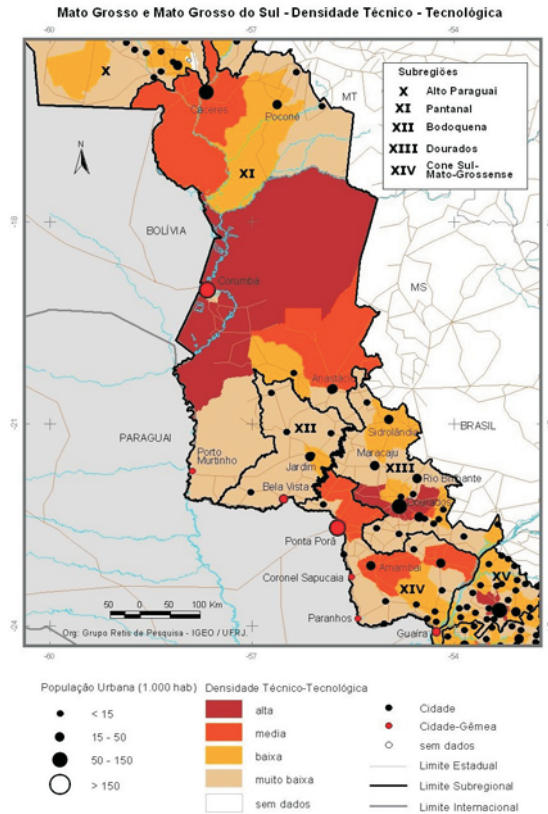 Mato Grosso e Mato Grosso do Sul - Densidade Técnico - Tecnológica
-60
-57
-54
Subregiões
X Alto Paraguai
XI Pantanal
XII Bodoquena
XIII Dourados
XIV Cone Sul-
Mato-Grossense
X
MT
Cáceres
Poconé
N
XI
-18
BOLÍVIA
Corumbá
MS
Anastácio
-21
PARAGUAI
XII
Sidrolândia
BRASIL
Porto
Murtinho
Maracaju
XIII
Jardim
Rio Brilhante
Bela Vista
Dourados
Ponta Porã
Coronel Sapucaia
Amambai
XV
XIV
50 0 50 100 Km
Paranhos
-24
Guaíra
Org: Grupo Retis de Pesquisa - IGEO / UFRJ.
-60
-57
-54
População Urbana (1.000 hab)
< 15
15 - 50
50 - 150
> 150
Densidade Técnico-Tecnológica
alta
media
baixa
muito baixa
sem dados
Cidade
Cidade-Gêmea
sem dados
Limite Estadual
Limite Subregional
Limite Internacional